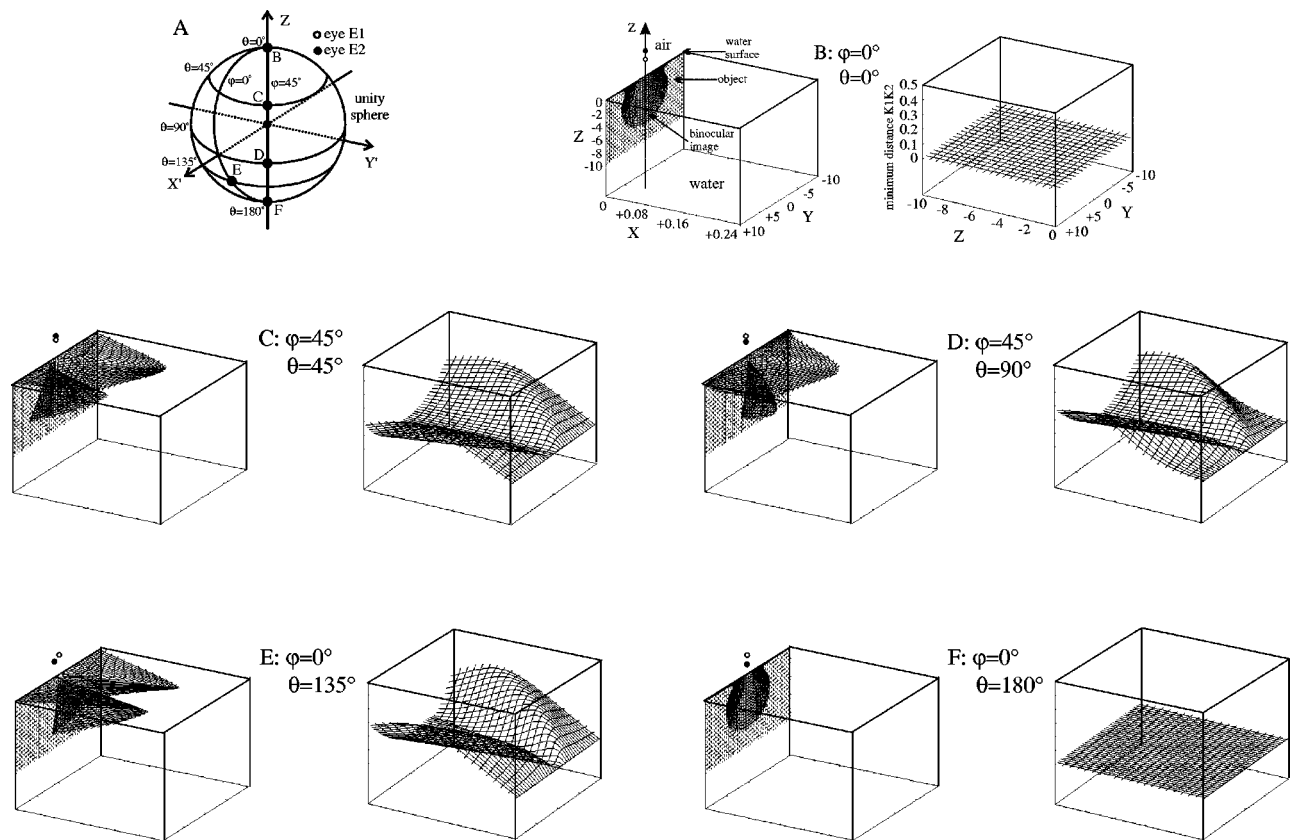 A
Z
eye E1
eye E2
θ=0°
B
θ=45°
φ=0°
φ=45°
C
unity
sphere
θ=90°
D
Y'
θ=135°
E
X'
θ=180°
F
z
air
water
surface
object
0
-2
-4
-6
-8
-10
Z
binocular
image
water
0
+0.08
+0.16
+0.24
X
+10
+5
0
-5
-10
Y
B: φ=0°
θ=0°
minimum distance K1K2
0.5
0.4
0.3
0.2
0.1
0
-10
-8
-6
-4
-2
0
Z
+10
+5
0
-5
-10
Y
C: φ=45°
θ=45°
D: φ=45°
θ=90°
E: φ=0°
θ=135°
F: φ=0°
θ=180°